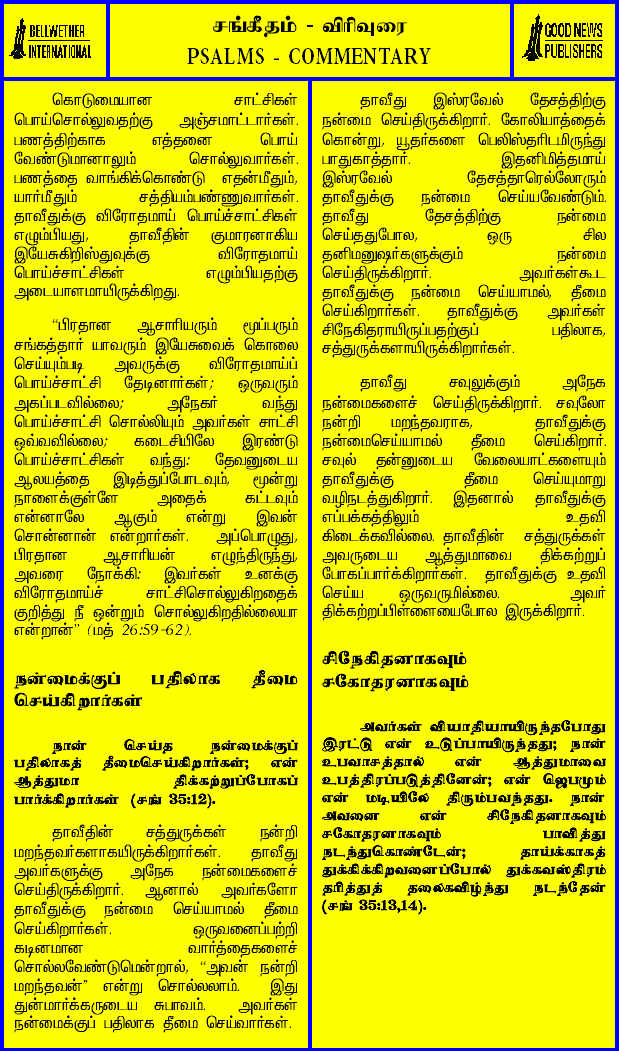 BELLWETHER
INTERNATIONAL
சங்கீதம் - விரிவுரை
PSALMS - COMMENTARY
GOOD NEWS
PUBLISHERS
கொடுமையான சாட்சிகள்
பொய்சொல்லுவதற்கு அஞ்சமாட்டார்கள்.
பணத்திற்காக எத்தனை பொய்
வேண்டுமானாலும் சொல்லுவார்கள்.
பணத்தை வாங்கிக்கொண்டு எதன்மீதும்,
யார்மீதும் சத்தியம்பண்ணுவார்கள்.
தாவீதுக்கு விரோதமாய் பொய்ச்சாட்சிகள்
எழும்பியது, தாவீதின் குமாரனாகிய
இயேசுகிறிஸ்துவுக்கு விரோதமாய்
பொய்ச்சாட்சிகள் எழும்பியதற்கு
அடையாளமாயிருக்கிறது.
“பிரதான ஆசாரியரும் மூப்பரும்
சங்கத்தார் யாவரும் இயேசுவைக் கொலை
செய்யும்படி அவருக்கு விரோதமாய்ப்
பொய்ச்சாட்சி தேடினார்கள்; ஒருவரும்
அகப்படவில்லை; அநேகர் வந்து
பொய்ச்சாட்சி சொல்லியும் அவர்கள் சாட்சி
ஒவ்வவில்லை; கடைசியிலே இரண்டு
பொய்ச்சாட்சிகள் வந்து: தேவனுடைய
ஆலயத்தை இடித்துப்போடவும், மூன்று
நாளைக்குள்ளே அதைக் கட்டவும்
என்னாலே ஆகும் என்று இவன்
சொன்னான் என்றார்கள். அப்பொழுது,
பிரதான ஆசாரியன் எழுந்திருந்து,
அவரை நோக்கி: இவர்கள் உனக்கு
விரோதமாய்ச் சாட்சிசொல்லுகிறதைக்
குறித்து நீ ஒன்றும் சொல்லுகிறதில்லையா
என்றான்” (மத் 26:59-62).
நன்மைக்குப் பதிலாக தீமை
செய்கிறார்கள்
நான் செய்த நன்மைக்குப்
பதிலாகத் தீமைசெய்கிறார்கள்; என்
ஆத்துமா திக்கற்றுப்போகப்
பார்க்கிறார்கள் (சங் 35:12).
தாவீதின் சத்துருக்கள் நன்றி
மறந்தவர்களாகயிருக்கிறார்கள். தாவீது
அவர்களுக்கு அநேக நன்மைகளைச்
செய்திருக்கிறார். ஆனால் அவர்களோ
தாவீதுக்கு நன்மை செய்யாமல் தீமை
செய்கிறார்கள். ஒருவனைப்பற்றி
கடினமான வார்த்தைகளைச்
சொல்லவேண்டுமென்றால், “அவன் நன்றி
மறந்தவன்” என்று சொல்லலாம். இது
துன்மார்க்கருடைய சுபாவம். அவர்கள்
நன்மைக்குப் பதிலாக தீமை செய்வார்கள்.
தாவீது இஸ்ரவேல் தேசத்திற்கு
நன்மை செய்திருக்கிறார். கோலியாத்தைக்
கொன்று, யூதர்களை பெலிஸ்தரிடமிருந்து
பாதுகாத்தார். இதனிமித்தமாய்
இஸ்ரவேல் தேசத்தாரெல்லோரும்
தாவீதுக்கு நன்மை செய்யவேண்டும்.
தாவீது தேசத்திற்கு நன்மை
செய்ததுபோல, ஒரு சில
தனிமனுஷர்களுக்கும் நன்மை
செய்திருக்கிறார். அவர்கள்கூட
தாவீதுக்கு நன்மை செய்யாமல், தீமை
செய்கிறார்கள். தாவீதுக்கு அவர்கள்
சிநேகிதராயிருப்பதற்குப் பதிலாக,
சத்துருக்களாயிருக்கிறார்கள்.
தாவீது சவுலுக்கும் அநேக
நன்மைகளைச் செய்திருக்கிறார். சவுலோ
நன்றி மறந்தவராக, தாவீதுக்கு
நன்மைசெய்யாமல் தீமை செய்கிறார்.
சவுல் தன்னுடைய வேலையாட்களையும்
தாவீதுக்கு தீமை செய்யுமாறு
வழிநடத்துகிறார். இதனால் தாவீதுக்கு
எப்பக்கத்திலும் உதவி
கிடைக்கவில்லை. தாவீதின் சத்துருக்கள்
அவருடைய ஆத்துமாவை திக்கற்றுப்
போகப்பார்க்கிறார்கள். தாவீதுக்கு உதவி
செய்ய ஒருவருமில்லை. அவர்
திக்கற்றப்பிள்ளையைபோல இருக்கிறார்.
சிநேகிதனாகவும்
சகோதரனாகவும்
அவர்கள் வியாதியாயிருந்தபோது
இரட்டு என் உடுப்பாயிருந்தது; நான்
உபவாசத்தால் என் ஆத்துமாவை
உபத்திரப்படுத்தினேன்; என் ஜெபமும்
என் மடியிலே திரும்பவந்தது. நான்
அவனை என் சிநேகிதனாகவும்
சகோதரனாகவும் பாவித்து
நடந்துகொண்டேன்; தாய்க்காகத்
துக்கிக்கிறவனைப்போல் துக்கவஸ்திரம்
தரித்துத் தலைகவிழ்ந்து நடந்தேன்
(சங் 35:13,14).